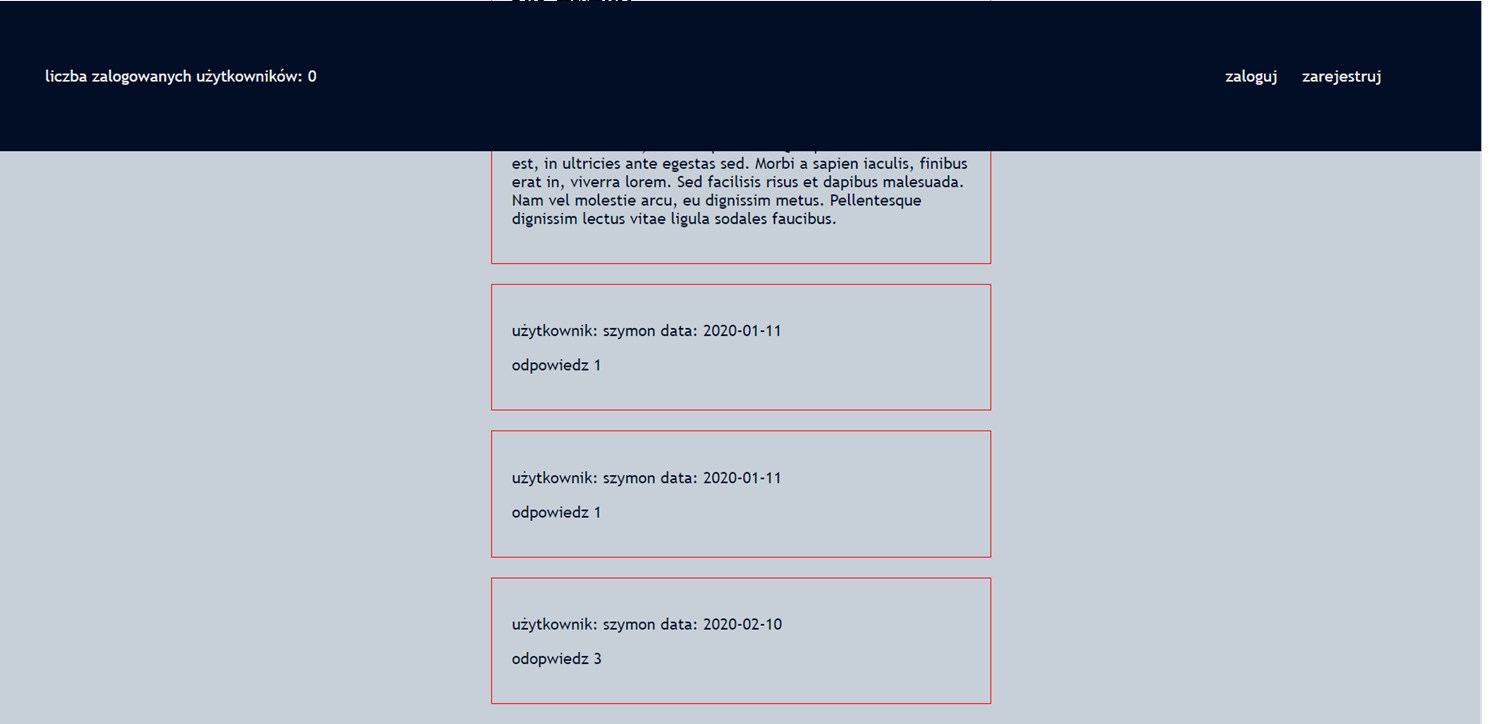 liczba zalogowanych użytkowników: 0
zaloguj zarejestruj
est, in ultricies ante egestas sed. Morbi a sapien iaculis, finibus
erat in, viverra lorem. Sed facilisis risus et dapibus malesuada.
Nam vel molestie arcu, eu dignissim metus. Pellentesque
dignissim lectus vitae ligula sodales faucibus.
użytkownik: szymon data: 2020-01-11
odpowiedz 1
użytkownik: szymon data: 2020-01-11
odpowiedz 1
użytkownik: szymon data: 2020-02-10
odopwiedz 3